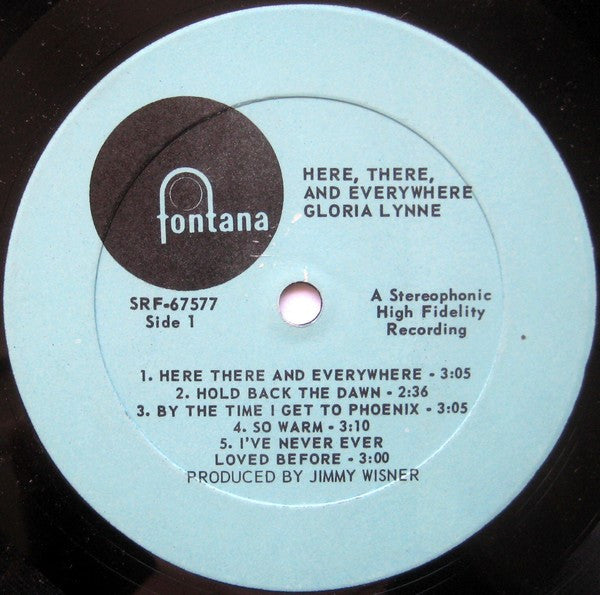 fontana
HERE, THERE,
AND EVERYWHERE
GLORIA LYNNE
SRF-67577
Side 1
A Stereophonic
High Fidelity
Recording
1. HERE THERE AND EVERYWHERE - 3:05
2. HOLD BACK THE DAWN - 2:36
3. BY THE TIME I GET TO PHOENIX - 3:05
4. SO WARM - 3:10
5. I'VE NEVER EVER
LOVED BEFORE - 3:00
PRODUCED BY JIMMY WISNER